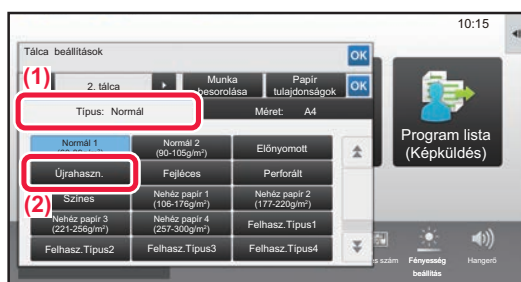 10:15
Tálca beállítások
OK
(1)
2. tálca
Munka besorolása
Papír tulajdonságok
OK
Típus: Normál
Méret: A4
Normál 1
Normál 2
(90-105g/m²)
Előnyomott
Újrahaszn.
Fejléces
Perforált
(2)
Színes
Nehéz papír 1
(106-176g/m²)
Nehéz papír 2
(177-220g/m²)
Nehéz papír 3
(221-256g/m²)
Nehéz papír 4
(257-300g/m²)
Felhasz.Típus1
Felhasz.Típus2
Felhasz.Típus3
Felhasz.Típus4
Program lista
(Képküldés)
s szám
Fényesség
beállítás
Hangerő